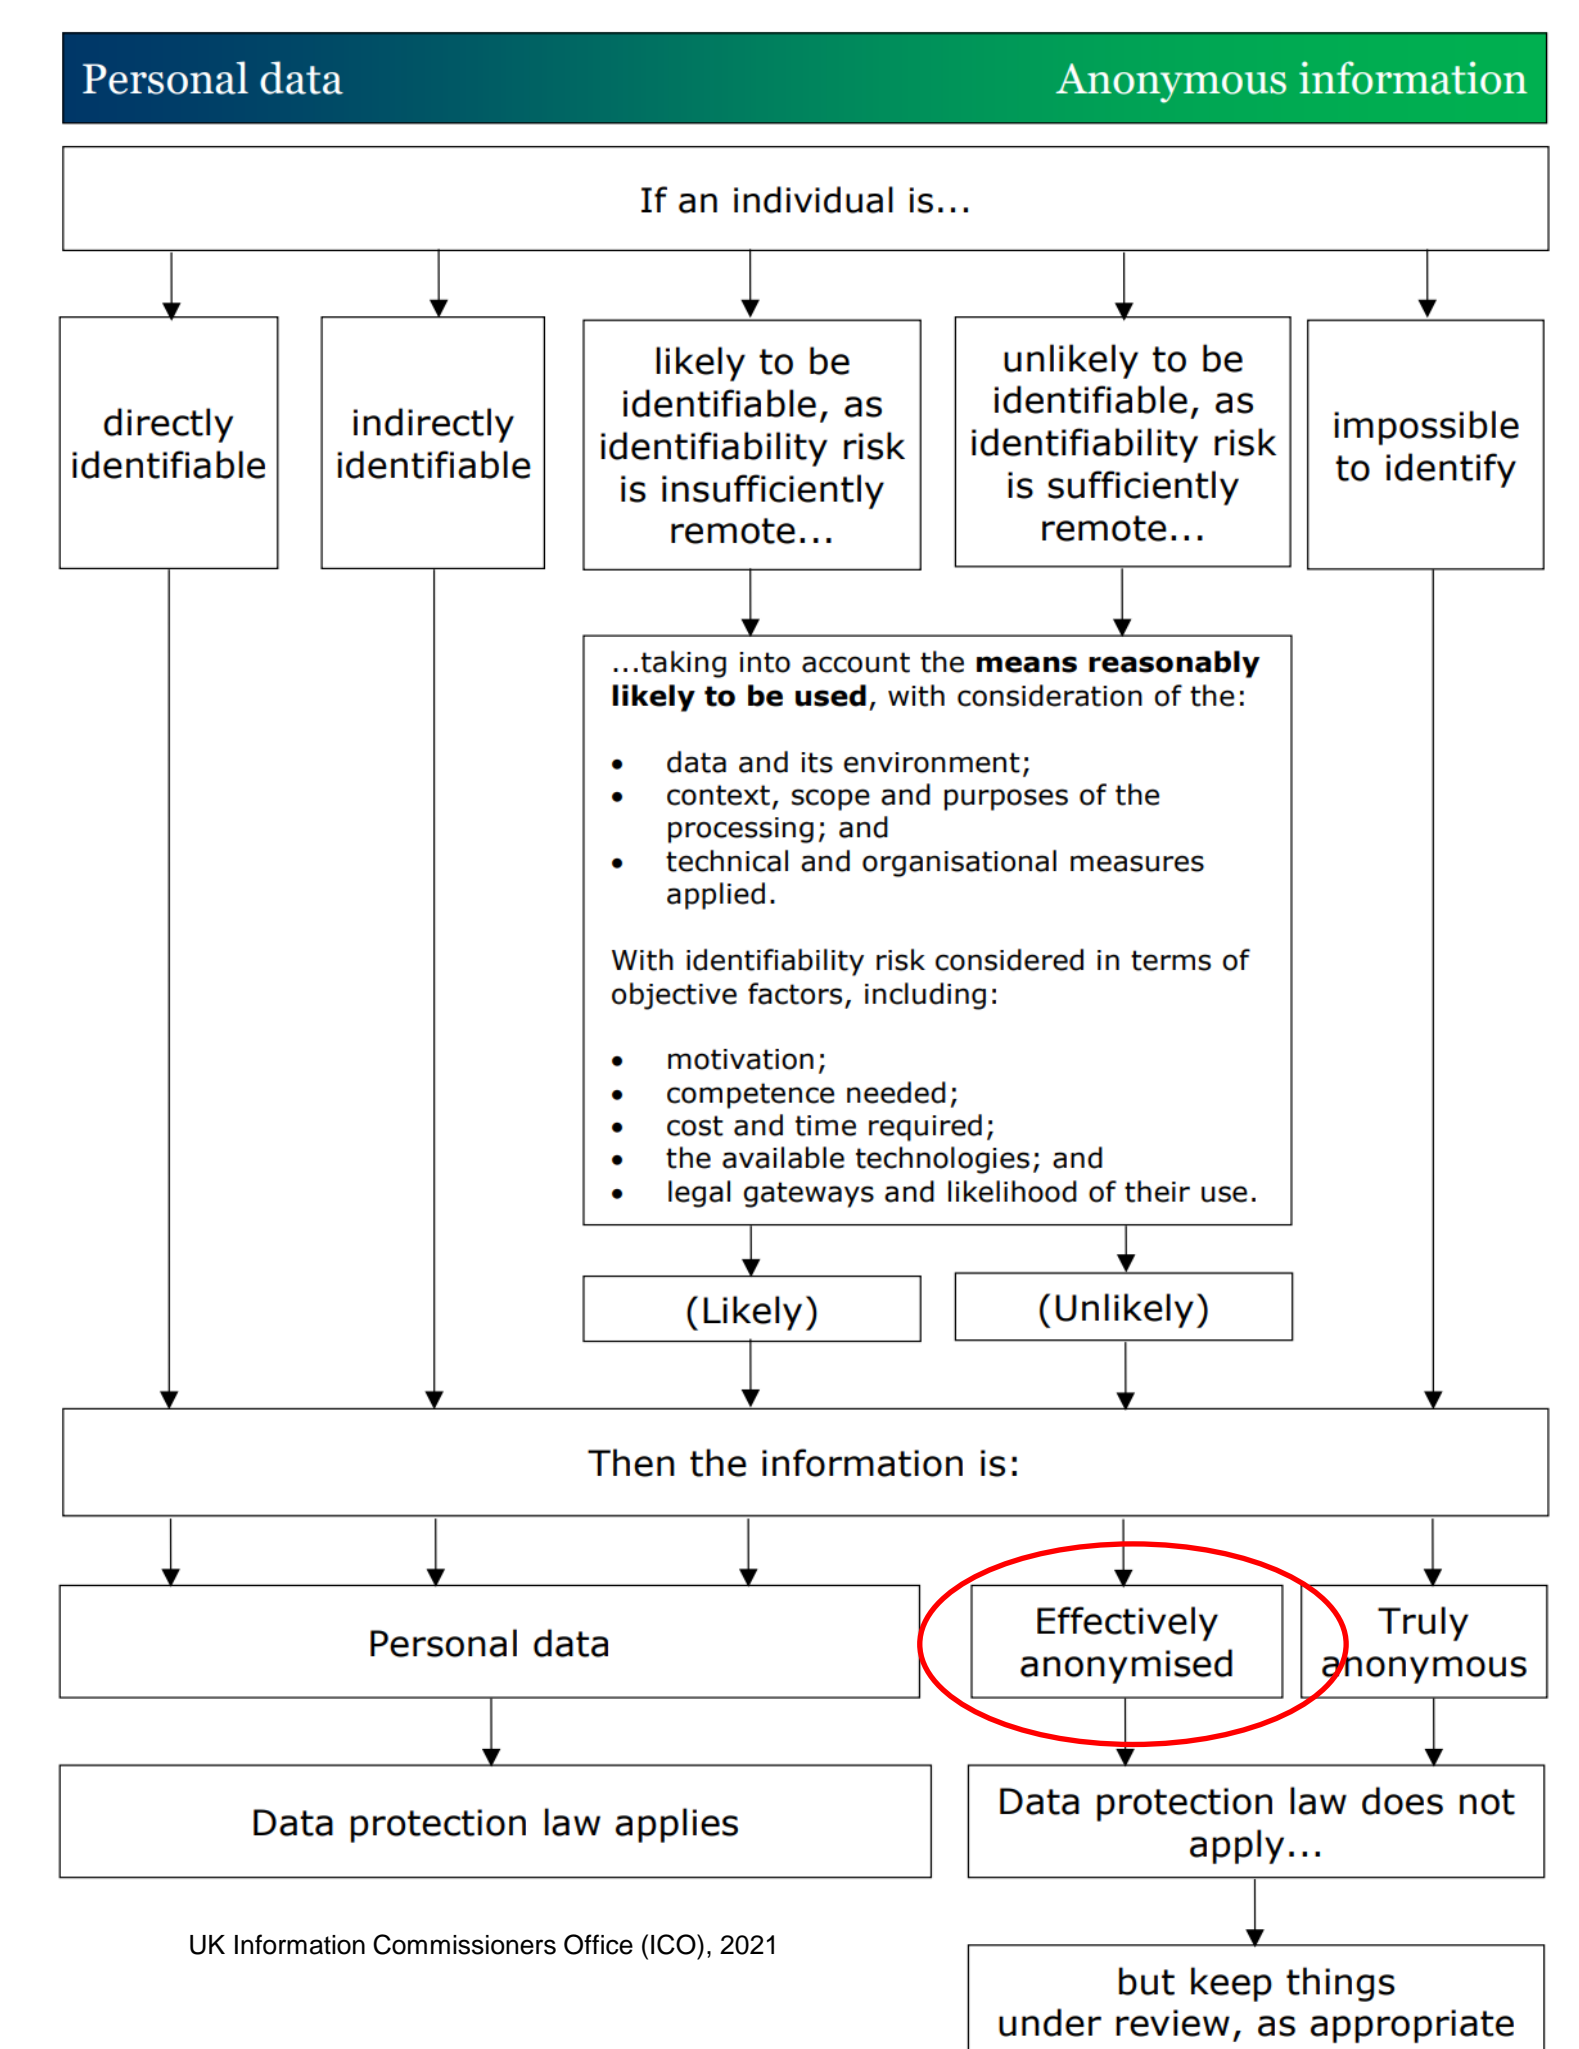 Personal data
Anonymous information
If an individual is...
directly
identifiable
indirectly
identifiable
likely to be
identifiable, as
identifiability risk
is insufficiently
remote...
unlikely to be
identifiable, as
identifiability risk
is sufficiently
remote...
impossible
to identify
...taking into account the means reasonably
likely to be used, with consideration of the:
• data and its environment;
• context, scope and purposes of the
processing; and
• technical and organisational measures
applied.
With identifiability risk considered in terms of
objective factors, including:
• motivation;
• competence needed;
• cost and time required;
• the available technologies; and
• legal gateways and likelihood of their use.
(Likely)
(Unlikely)
Then the information is:
Personal data
Effectively
anonymised
Truly
anonymous
Data protection law applies
Data protection law does not
apply...
UK Information Commissioners Office (ICO), 2021
but keep things
under review, as appropriate